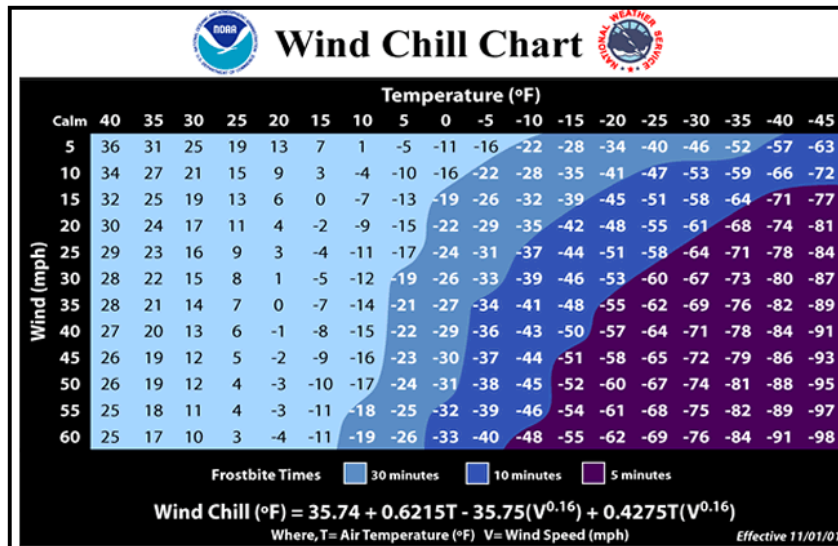 NOAA
Wind Chill Chart
NATIONAL WEATHER SERVICE
Temperature (°F)
Calm 40 35 30 25 20 15 10 5 0 -5 -10 -15 -20 -25 -30 -35 -40 -45
5 36 31 25 19 13 7 1 -5 -11 -16 -22 -28 -34 -40 -46 -52 -57 -63
10 34 27 21 15 9 3 -4 -10 -16 -22 -28 -35 -41 -47 -53 -59 -66 -72
15 32 25 19 13 6 0 -7 -13 -19 -26 -32 -39 -45 -51 -58 -64 -71 -77
20 30 24 17 11 4 -2 -9 -15 -22 -29 -35 -42 -48 -55 -61 -68 -74 -81
25 29 23 16 9 3 -4 -11 -17 -24 -31 -37 -44 -51 -58 -64 -71 -78 -84
30 28 22 15 8 1 -5 -12 -19 -26 -33 -39 -46 -53 -60 -67 -73 -80 -87
35 28 21 14 7 0 -7 -14 -21 -27 -34 -41 -48 -55 -62 -69 -76 -82 -89
40 27 20 13 6 -1 -8 -15 -22 -29 -36 -43 -50 -57 -64 -71 -78 -84 -91
45 26 19 12 5 -2 -9 -16 -23 -30 -37 -44 -51 -58 -65 -72 -79 -86 -93
50 26 19 12 4 -3 -10 -17 -24 -31 -38 -45 -52 -60 -67 -74 -81 -88 -95
55 25 18 11 4 -3 -11 -18 -25 -32 -39 -46 -54 -61 -68 -75 -82 -89 -97
60 25 17 10 3 -4 -11 -19 -26 -33 -40 -48 -55 -62 -69 -76 -84 -91 -98
Wind (mph)
Frostbite Times 30 minutes 10 minutes 5 minutes
Wind Chill (°F) = 35.74 + 0.6215T - 35.75(V^0.16) + 0.4275T(V^0.16)
Where, T= Air Temperature (°F) V= Wind Speed (mph)
Effective 11/01/01